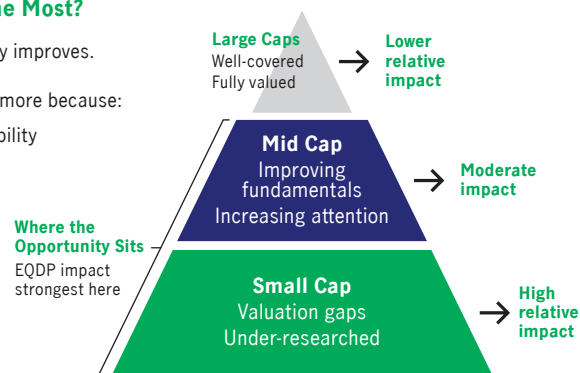 he Most?
y improves.
more because:
bility
Large Caps
Well-covered
Fully valued
Lower
relative
impact
Mid Cap
Improving
fundamentals
Increasing attention
Moderate
impact
Where the
Opportunity Sits
EQDP impact
strongest here
Small Cap
Valuation gaps
Under-researched
High
relative
impact